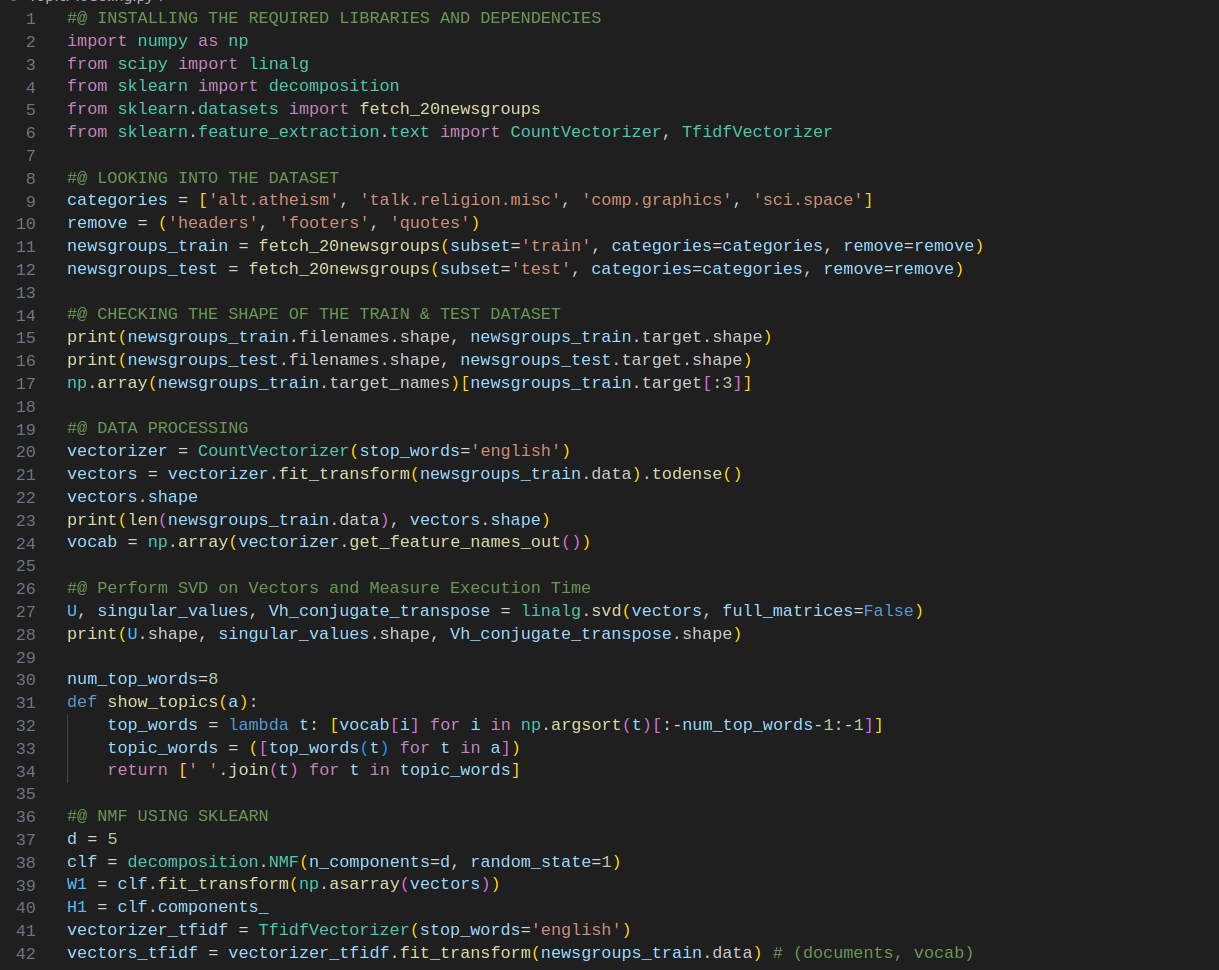 1 #@ INSTALLING THE REQUIRED LIBRARIES AND DEPENDENCIES
2 import numpy as np
3 from scipy import linalg
4 from sklearn import decomposition
5 from sklearn.datasets import fetch_20newsgroups
6 from sklearn.feature_extraction.text import CountVectorizer, TfidfVectorizer
7
8 #@ LOOKING INTO THE DATASET
9 categories = ['alt.atheism', 'talk.religion.misc', 'comp.graphics', 'sci.space']
10 remove = ('headers', 'footers', 'quotes')
11 newsgroups_train = fetch_20newsgroups(subset='train', categories=categories, remove=remove)
12 newsgroups_test = fetch_20newsgroups(subset='test', categories=categories, remove=remove)
13
14 #@ CHECKING THE SHAPE OF THE TRAIN & TEST DATASET
15 print(newsgroups_train.filenames.shape, newsgroups_train.target.shape)
16 print(newsgroups_test.filenames.shape, newsgroups_test.target.shape)
17 np.array(newsgroups_train.target_names)[newsgroups_train.target[:3]]
18
19 #@ DATA PROCESSING
20 vectorizer = CountVectorizer(stop_words='english')
21 vectors = vectorizer.fit_transform(newsgroups_train.data).todense()
22 vectors.shape
23 print(len(newsgroups_train.data), vectors.shape)
24 vocab = np.array(vectorizer.get_feature_names_out())
25
26 #@ Perform SVD on Vectors and Measure Execution Time
27 U, singular_values, Vh_conjugate_transpose = linalg.svd(vectors, full_matrices=False)
28 print(U.shape, singular_values.shape, Vh_conjugate_transpose.shape)
29
30 num_top_words=8
31 def show_topics(a):
32     top_words = lambda t: [vocab[i] for i in np.argsort(t)[:-num_top_words-1:-1]]
33     topic_words = ([top_words(t) for t in a])
34     return [' '.join(t) for t in topic_words]
35
36 #@ NMF USING SKLEARN
37 d = 5
38 clf = decomposition.NMF(n_components=d, random_state=1)
39 W1 = clf.fit_transform(np.asarray(vectors))
40 H1 = clf.components_
41 vectorizer_tfidf = TfidfVectorizer(stop_words='english')
42 vectors_tfidf = vectorizer_tfidf.fit_transform(newsgroups_train.data) # (documents, vocab)